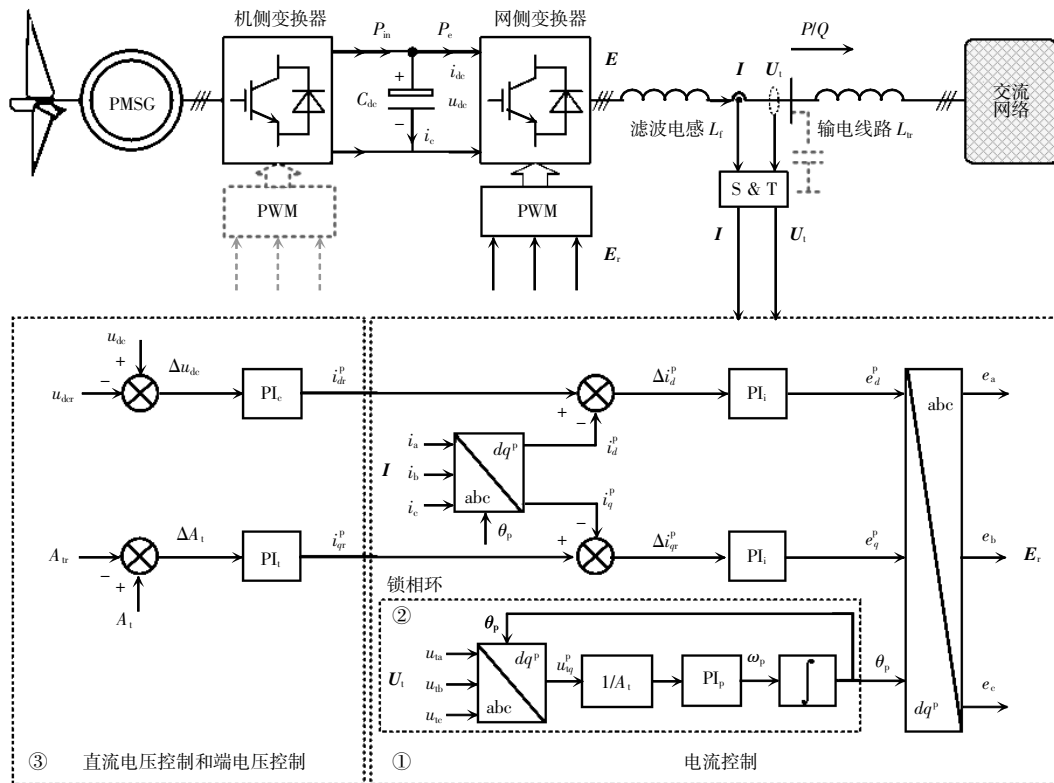 机侧变换器
网侧变换器
P_in
P_e
P/Q
PMSG
C_dc
+
−
i_dc
u_dc
i_c
E
I
U_t
滤波电感 L_f
输电线路 L_tr
交流
网络
PWM
PWM
S & T
E_r
I
U_t
u_dc
+
−
u_dcr
Δu_dc
PI_c
i_dr^p
+
−
Δi_d^p
PI_i
e_d^p
abc
e_a
I
i_a
i_b
i_c
dq^p
abc
θ_p
i_d^p
i_q^p
A_tr
−
+
A_t
ΔA_t
PI_t
i_qr^p
+
−
Δi_qr^p
PI_i
e_q^p
e_b
E_r
锁相环
②
θ_p
U_t
u_ta
u_tb
u_tc
dq^p
abc
u_tq^p
1/A_t
PI_p
ω_p
∫
θ_p
dq^p
e_c
③ 直流电压控制和端电压控制
① 电流控制